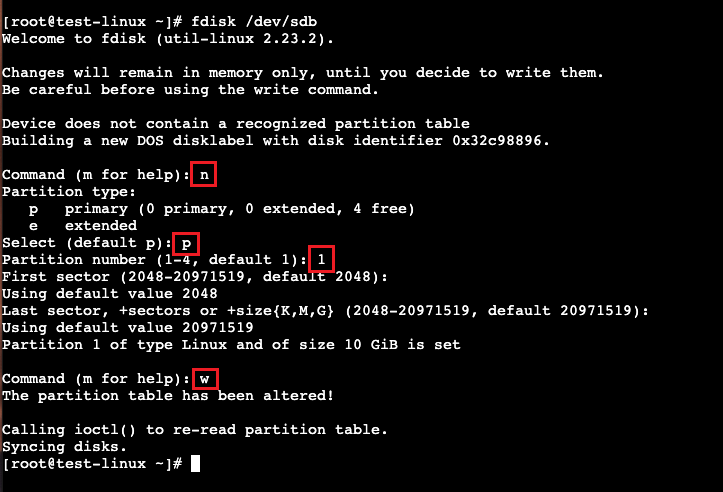 [root@test-linux ~]# fdisk /dev/sdb
Welcome to fdisk (util-linux 2.23.2).
Changes will remain in memory only, until you decide to write them.
Be careful before using the write command.
Device does not contain a recognized partition table
Building a new DOS disklabel with disk identifier 0x32c98896.
Command (m for help): n
Partition type:
   p   primary (0 primary, 0 extended, 4 free)
   e   extended
Select (default p): p
Partition number (1-4, default 1): 1
First sector (2048-20971519, default 2048):
Using default value 2048
Last sector, +sectors or +size{K,M,G} (2048-20971519, default 20971519):
Using default value 20971519
Partition 1 of type Linux and of size 10 GiB is set
Command (m for help): w
The partition table has been altered!
Calling ioctl() to re-read partition table.
Syncing disks.
[root@test-linux ~]#